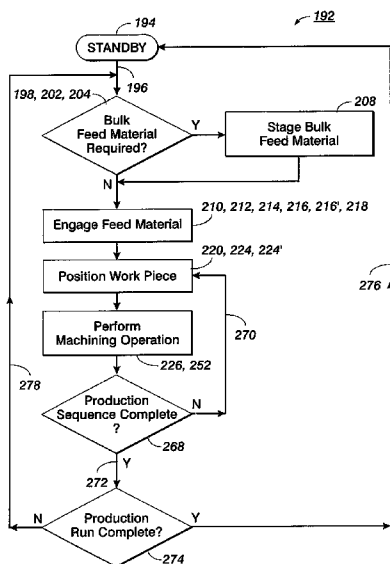 192
194
STANDBY
196
198, 202, 204
208
Bulk
Feed Material
Required?
Y
Stage Bulk
Feed Material
N
Engage Feed Material
210, 212, 214, 216, 216', 218
220, 224, 224'
Position Work Piece
276
270
Perform
Machining Operation
226, 252
278
Production
Sequence Complete
?
N
268
272
Y
N
Production
Run Complete?
Y
274